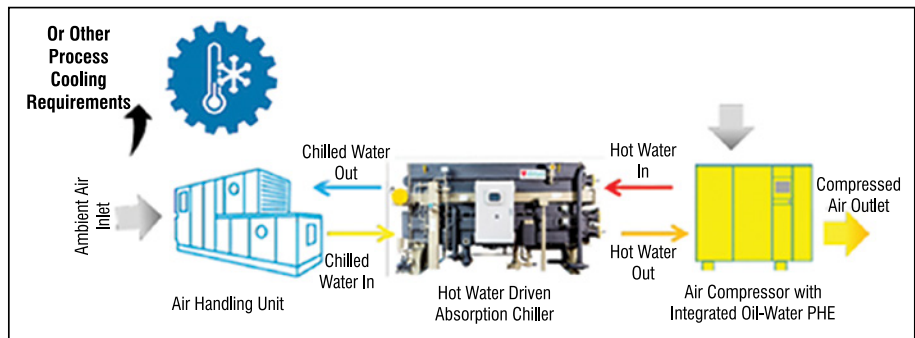 Or Other
Process
Cooling
Requirements
Ambient Air
Inlet
Chilled Water
Out
Chilled
Water In
Air Handling Unit
Hot Water Driven
Absorption Chiller
Hot Water
In
Hot Water
Out
Compressed
Air Outlet
Air Compressor with
Integrated Oil-Water PHE